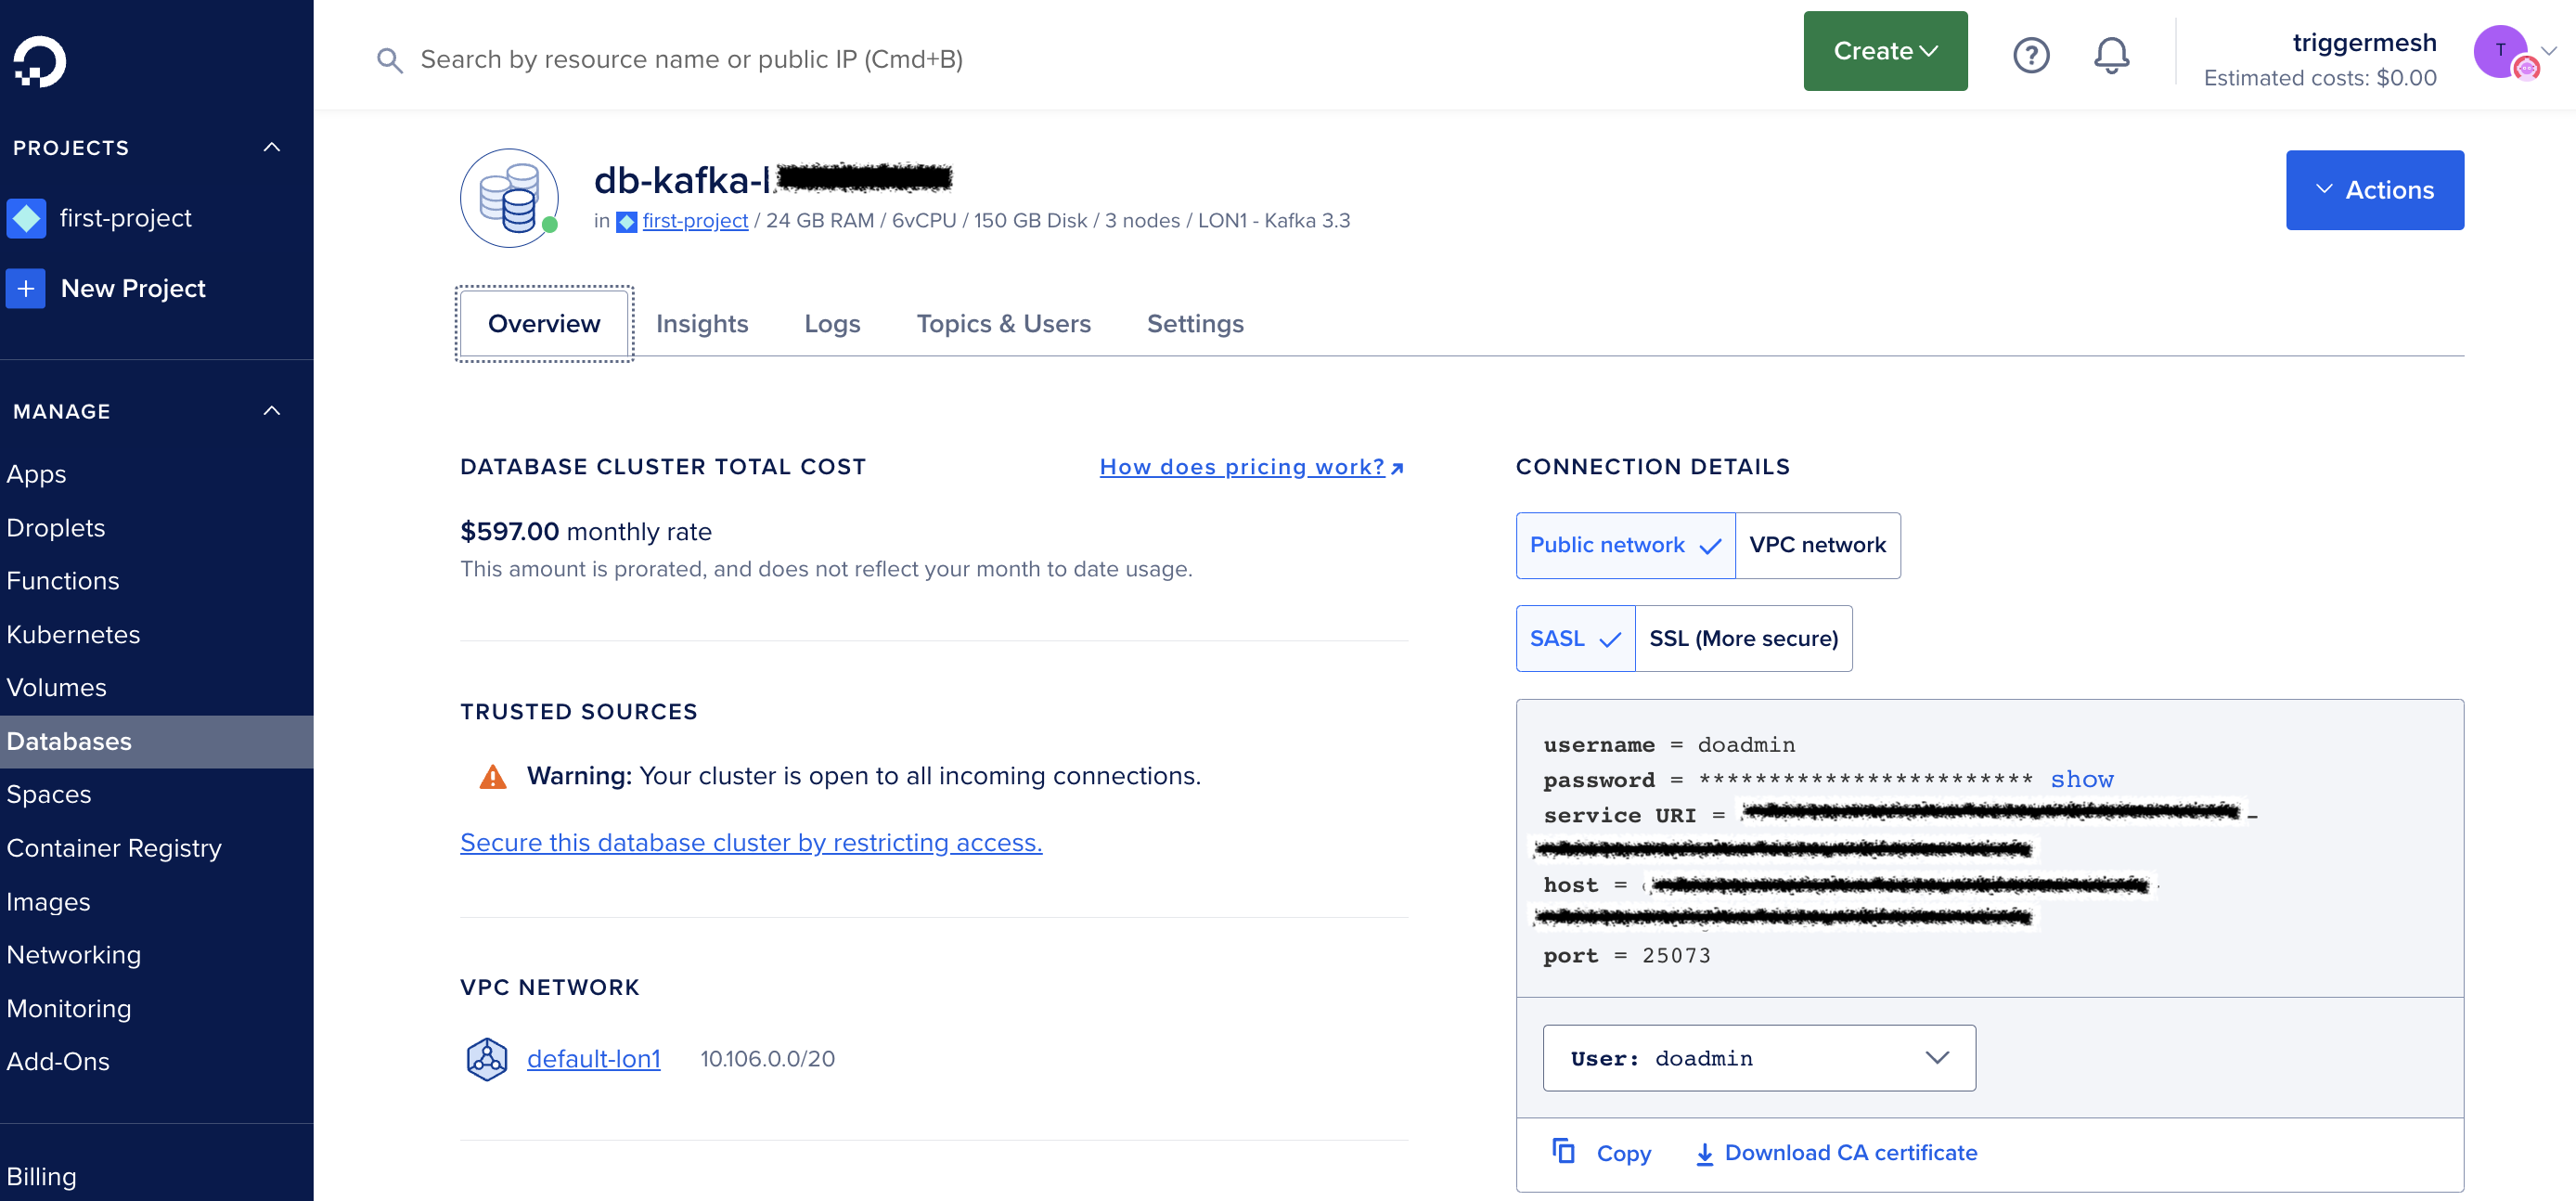 Search by resource name or public IP (Cmd+B)
Create
triggermesh
Estimated costs: $0.00
T
PROJECTS
first-project
New Project
MANAGE
Apps
Droplets
Functions
Kubernetes
Volumes
Databases
Spaces
Container Registry
Images
Networking
Monitoring
Add-Ons
Billing
db-kafka-
in first-project / 24 GB RAM / 6vCPU / 150 GB Disk / 3 nodes / LON1 - Kafka 3.3
Actions
Overview Insights Logs Topics & Users Settings
DATABASE CLUSTER TOTAL COST
How does pricing work?
$597.00 monthly rate
This amount is prorated, and does not reflect your month to date usage.
TRUSTED SOURCES
Warning: Your cluster is open to all incoming connections.
Secure this database cluster by restricting access.
VPC NETWORK
default-lon1 10.106.0.0/20
CONNECTION DETAILS
Public network VPC network
SASL SSL (More secure)
username = doadmin
password = ************************ show
service URI =
host =
port = 25073
User: doadmin
Copy Download CA certificate